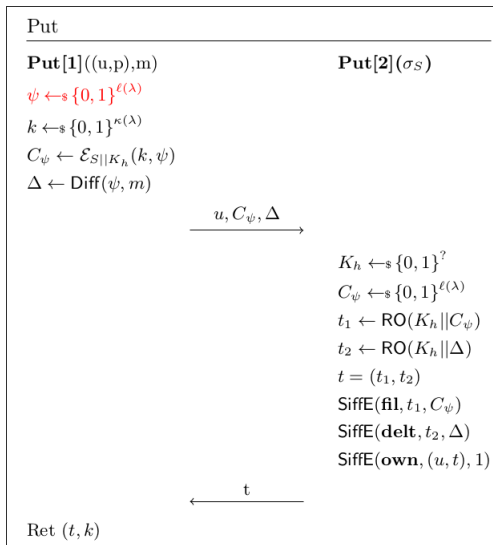 Put
Put[1]((u,p),m) Put[2](σ_S)
ψ ←$ {0, 1}^ℓ(λ)
k ←$ {0, 1}^κ(λ)
C_ψ ← ℰ_{S||K_h}(k, ψ)
Δ ← Diff(ψ, m)
u, C_ψ, Δ
K_h ←$ {0, 1}^?
C_ψ ←$ {0, 1}^ℓ(λ)
t_1 ← RO(K_h||C_ψ)
t_2 ← RO(K_h||Δ)
t = (t_1, t_2)
SiffE(fil, t_1, C_ψ)
SiffE(delt, t_2, Δ)
SiffE(own, (u, t), 1)
t
Ret (t, k)